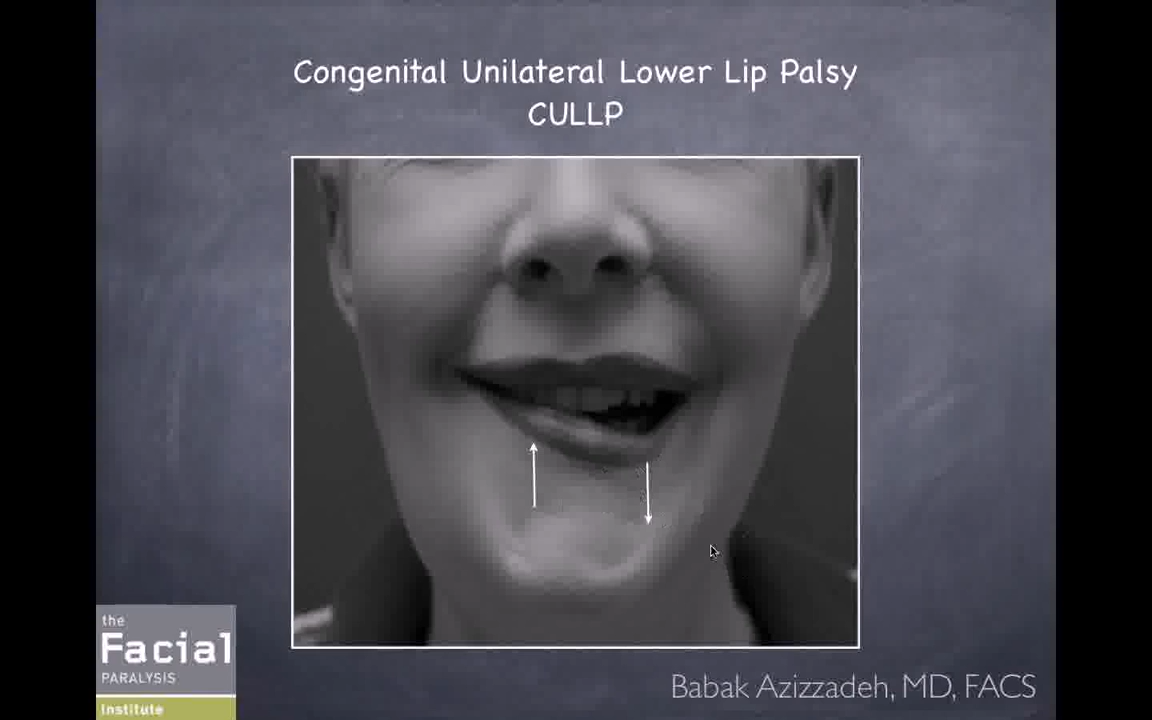 Congenital Unilateral Lower Lip Palsy
CULLP
the
Facial
PARALYSIS
Institute
Babak Azizzadeh, MD, FACS